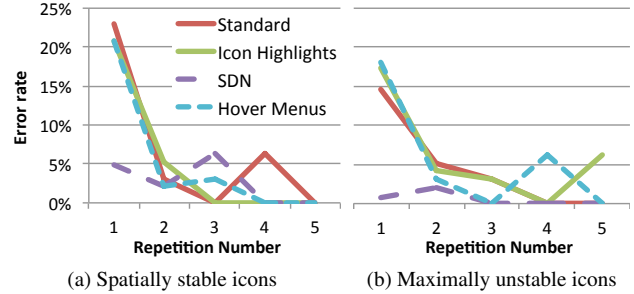 25%
20%
15%
10%
5%
0%
Error rate
Standard
Icon Highlights
SDN
Hover Menus
1 2 3 4 5
Repetition Number
(a) Spatially stable icons
1 2 3 4 5
Repetition Number
(b) Maximally unstable icons